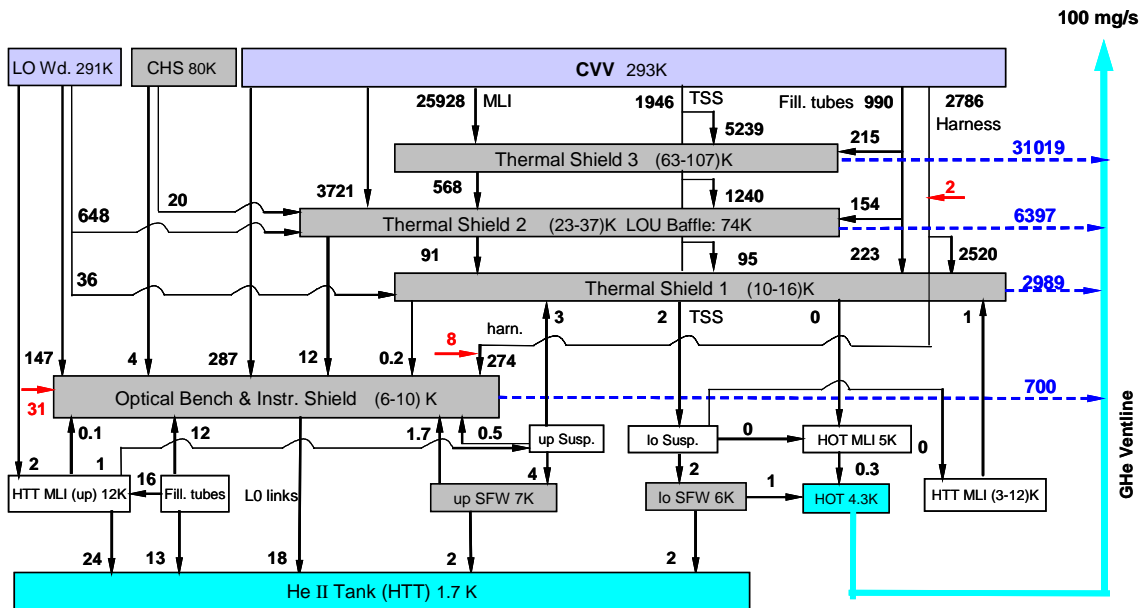 100 mg/s
LO Wd. 291K
CHS 80K
CVV 293K
25928
MLI
1946
TSS
Fill. tubes 990
2786
Harness
5239
215
31019
Thermal Shield 3 (63-107)K
3721
568
1240
2
20
154
648
6397
Thermal Shield 2 (23-37)K LOU Baffle: 74K
91
95
223
2520
36
2989
Thermal Shield 1 (10-16)K
3
2
TSS
0
1
harn.
8
147
4
287
12
0.2
274
31
700
Optical Bench & Instr. Shield (6-10) K
0.1
12
1.7
0.5
up Susp.
lo Susp.
0
HOT MLI 5K
0
2
1
16
4
2
0.3
HTT MLI (up) 12K
Fill. tubes
L0 links
up SFW 7K
lo SFW 6K
1
HOT 4.3K
HTT MLI (3-12)K
GHe Ventline
24
13
18
2
2
He II Tank (HTT) 1.7 K